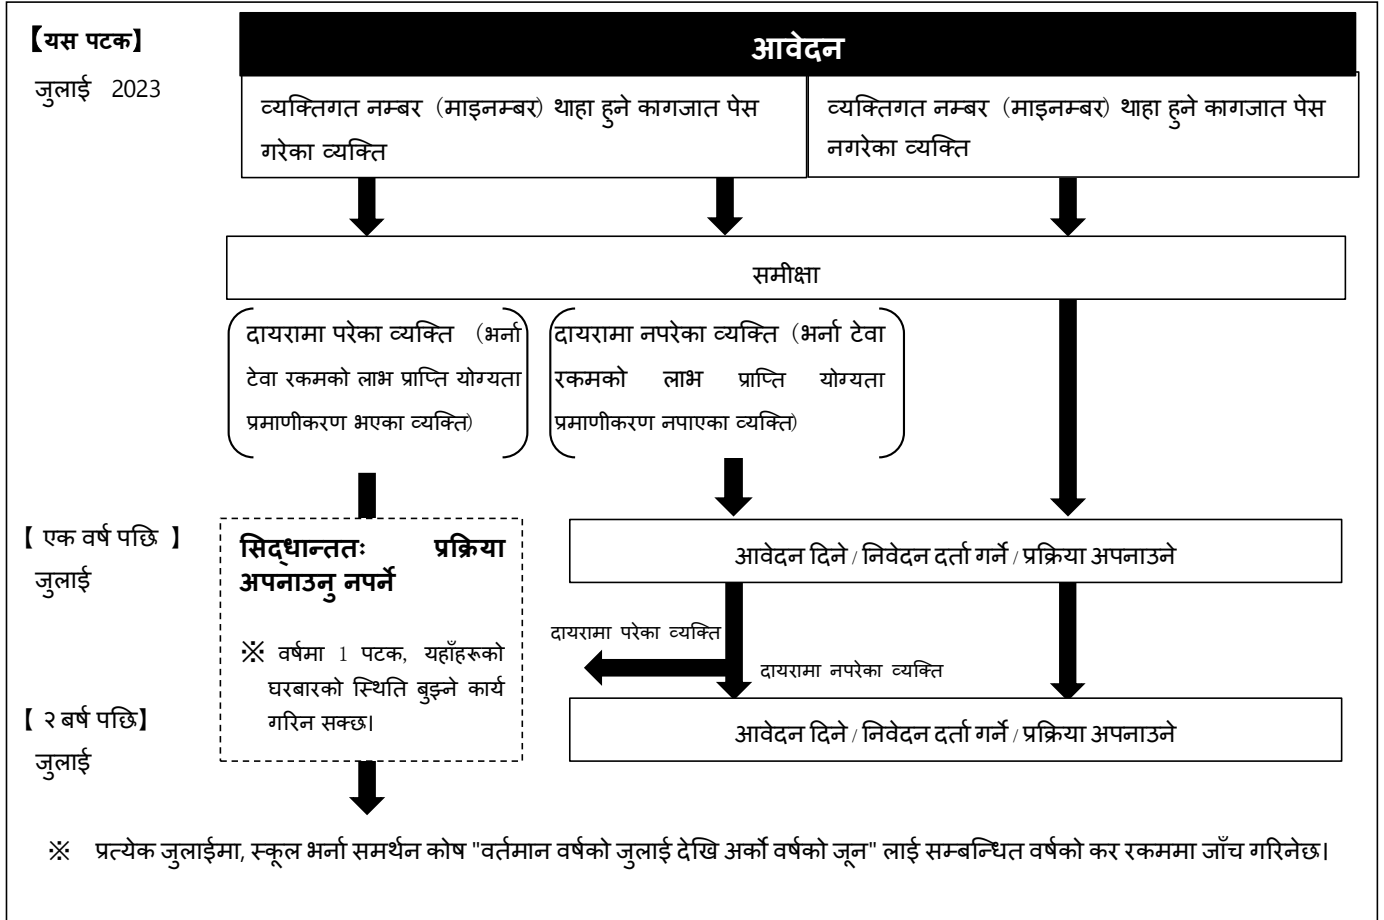 【यस पटक】
जुलाई 2023
आवेदन
व्यक्तिगत नम्बर (माइनम्बर) थाहा हुने कागजात पेस
गरेका व्यक्ति
व्यक्तिगत नम्बर (माइनम्बर) थाहा हुने कागजात पेस
नगरेका व्यक्ति
समीक्षा
दायरामा परेका व्यक्ति (भर्ना
टेवा रकमको लाभ प्राप्ति योग्यता
प्रमाणीकरण भएका व्यक्ति)
दायरामा नपरेका व्यक्ति (भर्ना टेवा
रकमको लाभ प्राप्ति योग्यता
प्रमाणीकरण नपाएका व्यक्ति)
【 एक वर्ष पछि 】
जुलाई
सिद्धान्ततः प्रक्रिया
अपनाउनु नपर्ने
※ वर्षमा 1 पटक, यहाँहरूको
घरबारको स्थिति बुझ्ने कार्य
गरिन सक्छ।
आवेदन दिने / निवेदन दर्ता गर्ने / प्रक्रिया अपनाउने
दायरामा परेका व्यक्ति
दायरामा नपरेका व्यक्ति
【 २ बर्ष पछि】
जुलाई
आवेदन दिने / निवेदन दर्ता गर्ने / प्रक्रिया अपनाउने
※ प्रत्येक जुलाईमा, स्कूल भर्ना समर्थन कोष "वर्तमान वर्षको जुलाई देखि अर्को वर्षको जून" लाई सम्बन्धित वर्षको कर रकममा जाँच गरिनेछ।